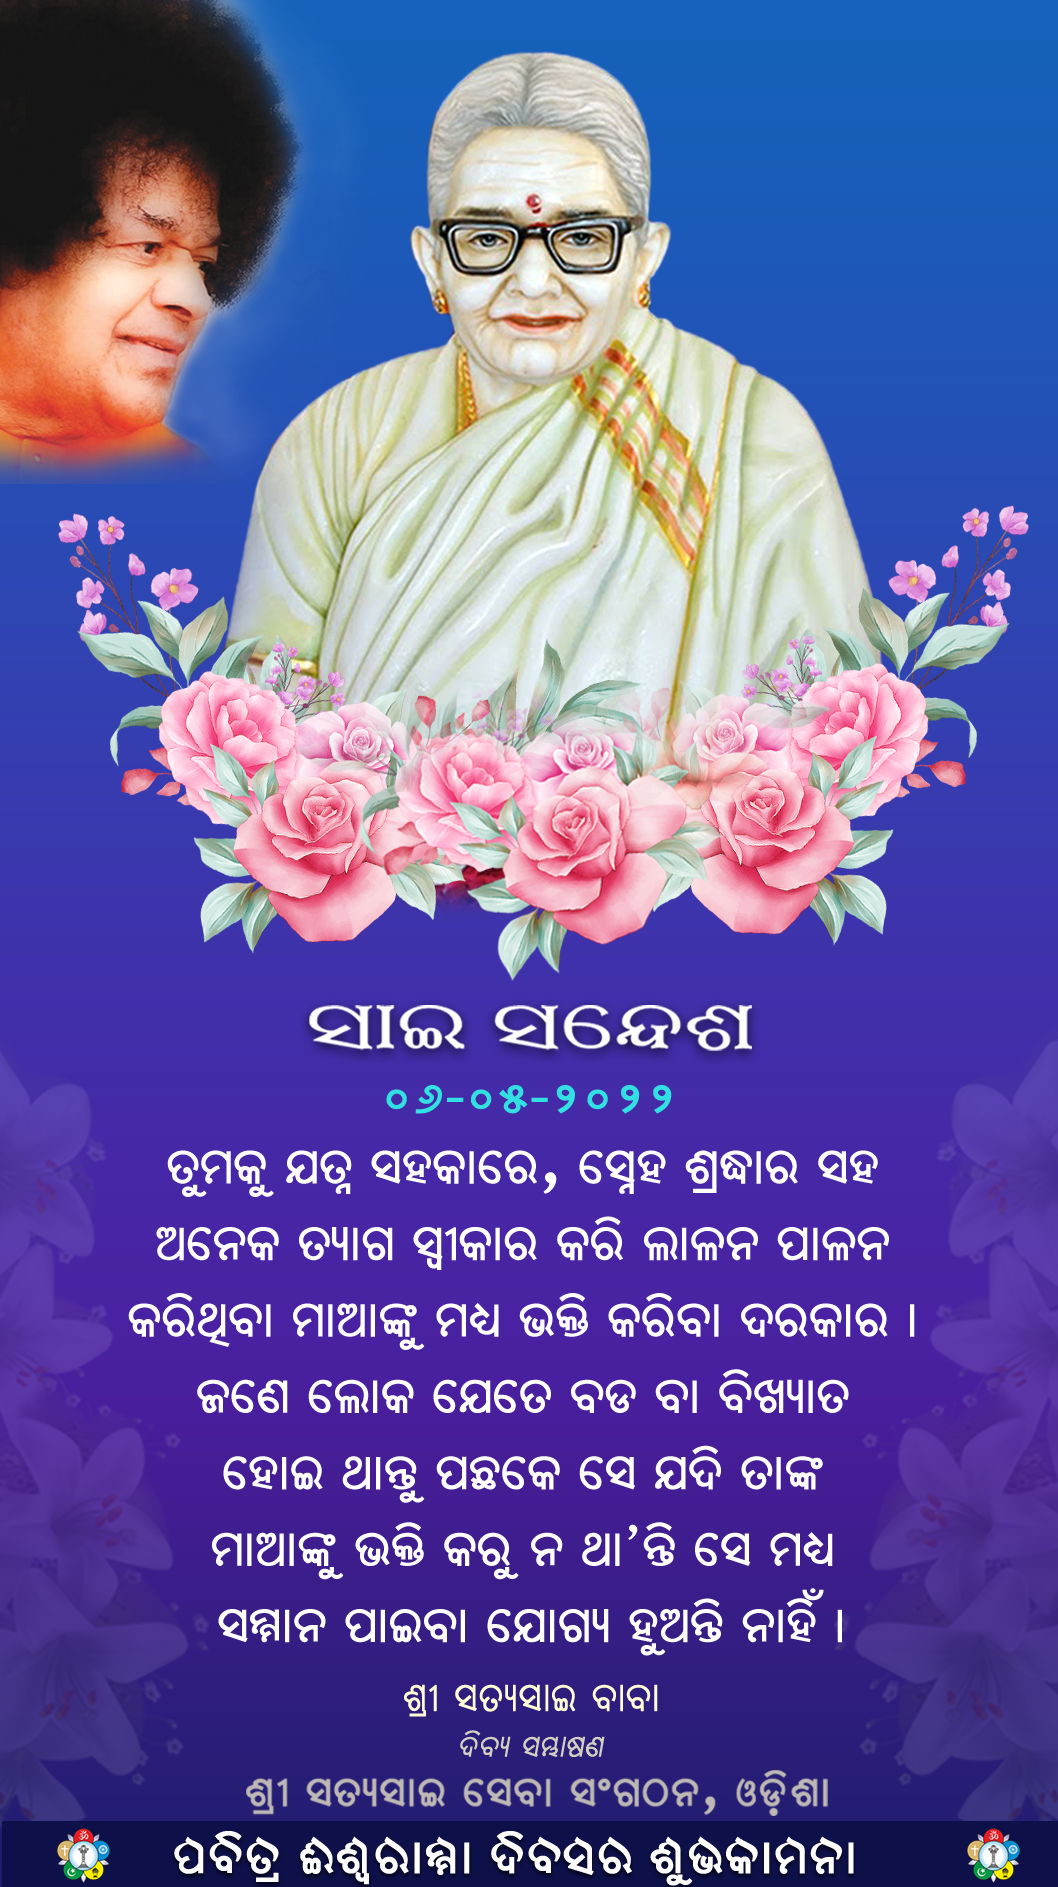 ସାଇ ସନ୍ଦେଶ
୦୬-୦୫-୨୦୨୨
ତୁମକୁ ଯତ୍ନ ସହକାରେ, ସ୍ନେହ ଶ୍ରଦ୍ଧାର ସହ
ଅନେକ ତ୍ୟାଗ ସ୍ୱୀକାର କରି ଲାଳନ ପାଳନ
କରିଥିବା ମାଆଙ୍କୁ ମଧ୍ୟ ଭକ୍ତି କରିବା ଦରକାର ।
ଜଣେ ଲୋକ ଯେତେ ବଡ ବା ବିଖ୍ୟାତ
ହୋଇ ଥାନ୍ତୁ ପଛକେ ସେ ଯଦି ତାଙ୍କ
ମାଆଙ୍କୁ ଭକ୍ତି କରୁ ନ ଥା’ନ୍ତି ସେ ମଧ୍ୟ
ସମ୍ମାନ ପାଇବା ଯୋଗ୍ୟ ହୁଅନ୍ତି ନାହିଁ ।
ଶ୍ରୀ ସତ୍ୟସାଇ ବାବା
ଦିବ୍ୟ ସମ୍ଭାଷଣ
ଶ୍ରୀ ସତ୍ୟସାଇ ସେବା ସଂଗଠନ, ଓଡ଼ିଶା
ପବିତ୍ର ଈଶ୍ୱରାମ୍ମା ଦିବସର ଶୁଭକାମନା